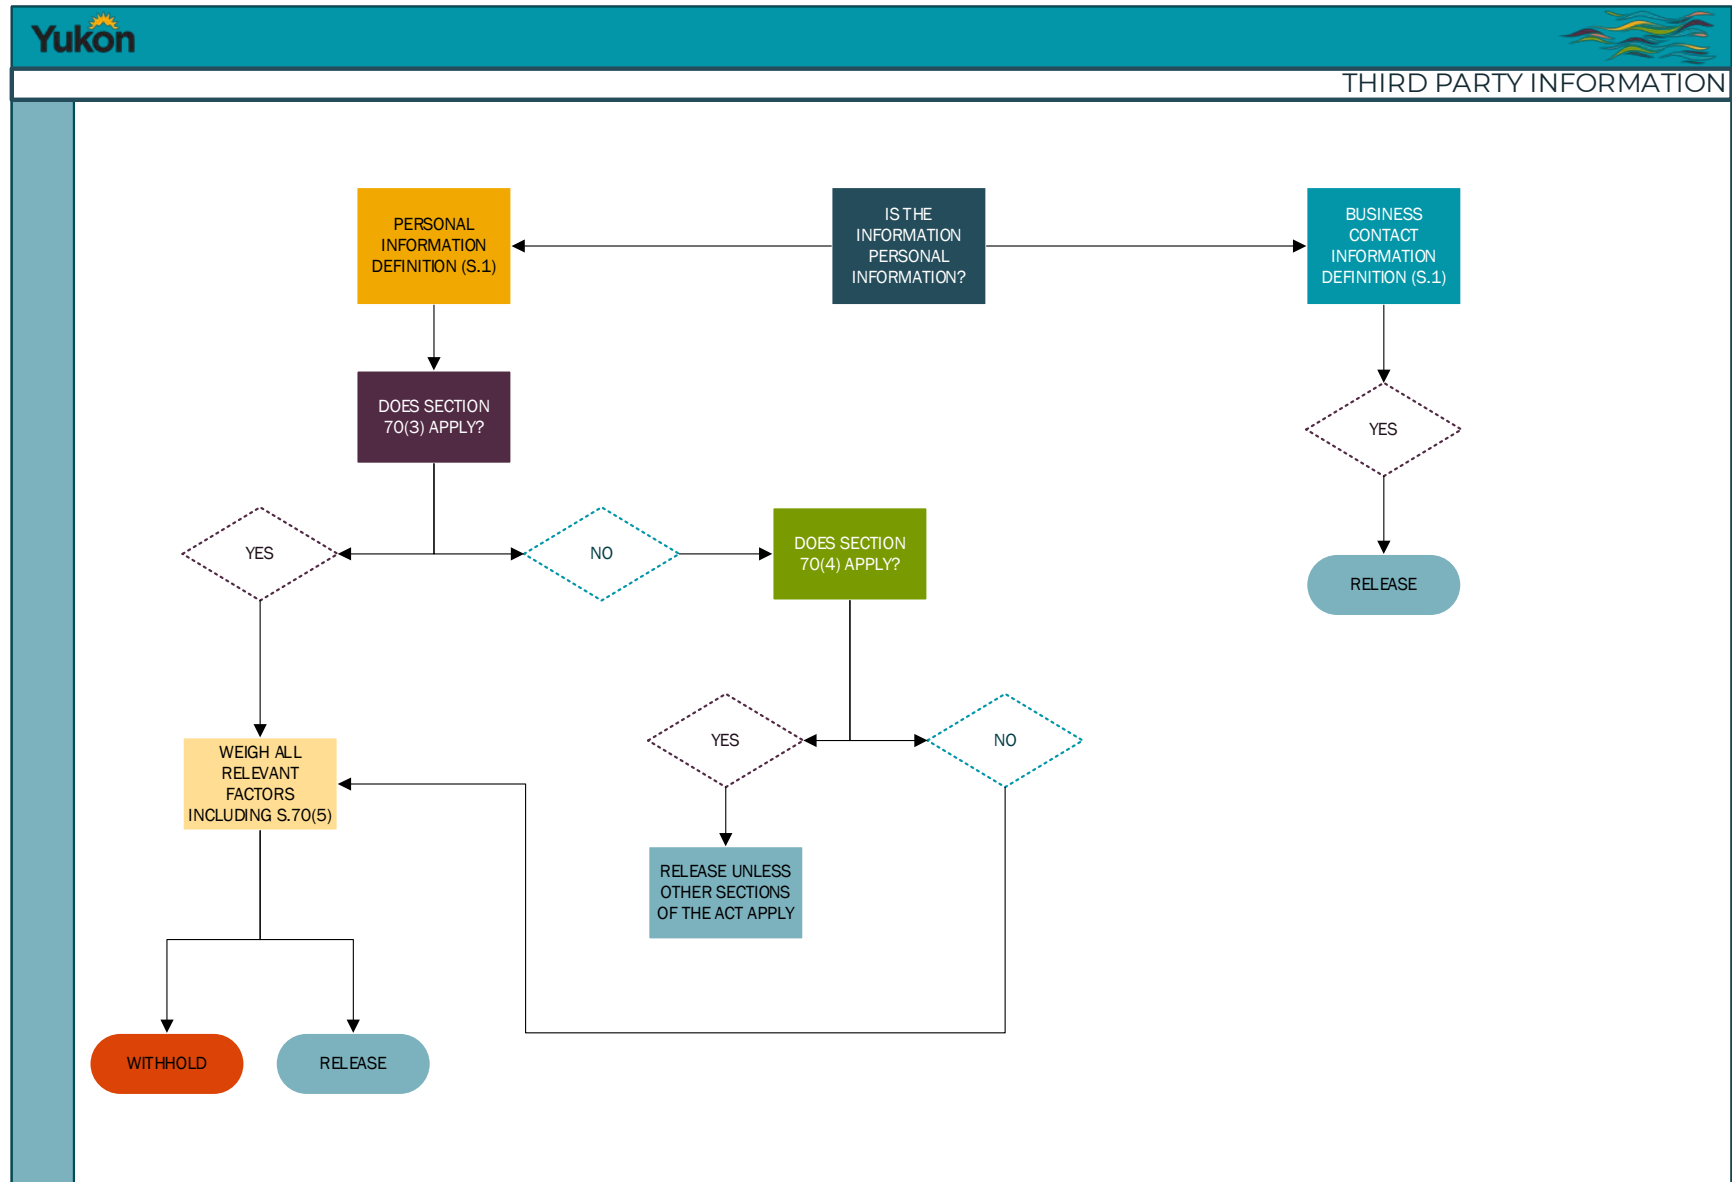 Yukon
THIRD PARTY INFORMATION
PERSONAL
INFORMATION
DEFINITION (S.1)
IS THE
INFORMATION
PERSONAL
INFORMATION?
BUSINESS
CONTACT
INFORMATION
DEFINITION (S.1)
DOES SECTION
70(3) APPLY?
YES
YES
NO
DOES SECTION
70(4) APPLY?
RELEASE
YES
NO
WEIGH ALL
RELEVANT
FACTORS
INCLUDING S.70(5)
RELEASE UNLESS
OTHER SECTIONS
OF THE ACT APPLY
WITHHOLD
RELEASE